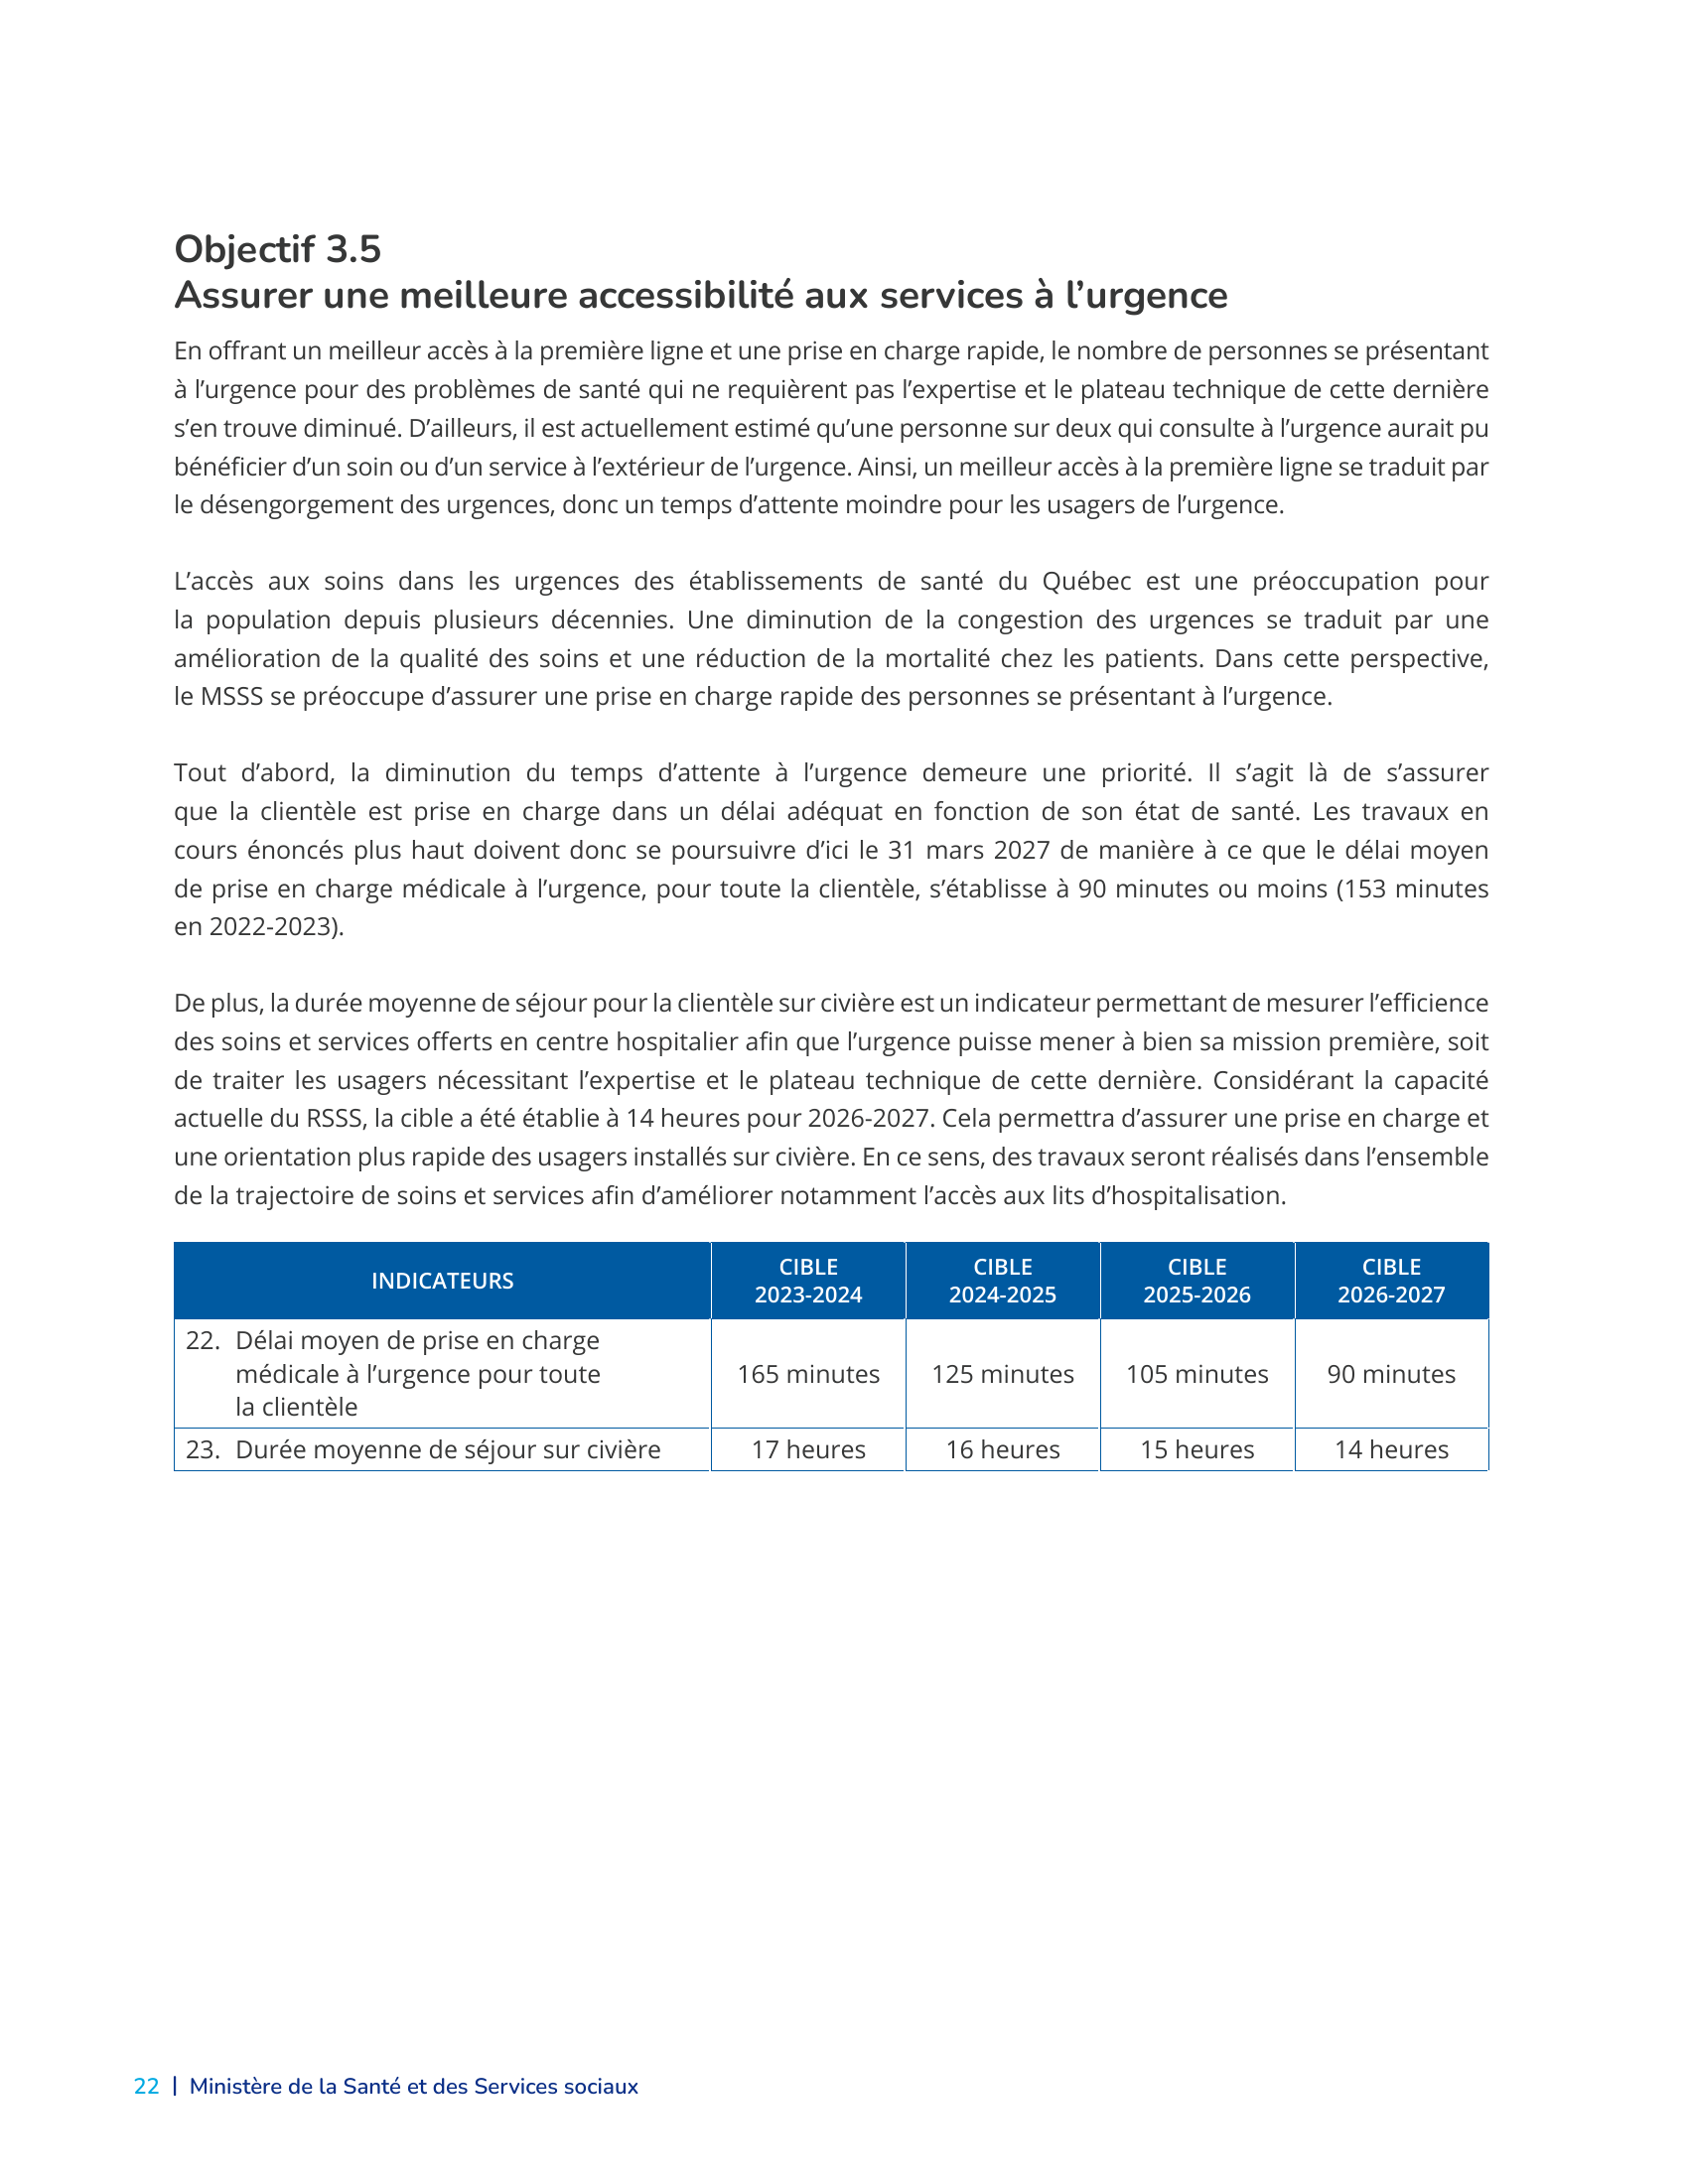 Objectif 3.5
Assurer une meilleure accessibilité aux services à l’urgence
En offrant un meilleur accès à la première ligne et une prise en charge rapide, le nombre de personnes se présentant
à l’urgence pour des problèmes de santé qui ne requièrent pas l’expertise et le plateau technique de cette dernière
s’en trouve diminué. D’ailleurs, il est actuellement estimé qu’une personne sur deux qui consulte à l’urgence aurait pu
bénéficier d’un soin ou d’un service à l’extérieur de l’urgence. Ainsi, un meilleur accès à la première ligne se traduit par
le désengorgement des urgences, donc un temps d’attente moindre pour les usagers de l’urgence.
L’accès aux soins dans les urgences des établissements de santé du Québec est une préoccupation pour
la population depuis plusieurs décennies. Une diminution de la congestion des urgences se traduit par une
amélioration de la qualité des soins et une réduction de la mortalité chez les patients. Dans cette perspective,
le MSSS se préoccupe d’assurer une prise en charge rapide des personnes se présentant à l’urgence.
Tout d’abord, la diminution du temps d’attente à l’urgence demeure une priorité. Il s’agit là de s’assurer
que la clientèle est prise en charge dans un délai adéquat en fonction de son état de santé. Les travaux en
cours énoncés plus haut doivent donc se poursuivre d’ici le 31 mars 2027 de manière à ce que le délai moyen
de prise en charge médicale à l’urgence, pour toute la clientèle, s’établisse à 90 minutes ou moins (153 minutes
en 2022-2023).
De plus, la durée moyenne de séjour pour la clientèle sur civière est un indicateur permettant de mesurer l’efficience
des soins et services offerts en centre hospitalier afin que l’urgence puisse mener à bien sa mission première, soit
de traiter les usagers nécessitant l’expertise et le plateau technique de cette dernière. Considérant la capacité
actuelle du RSSS, la cible a été établie à 14 heures pour 2026-2027. Cela permettra d’assurer une prise en charge et
une orientation plus rapide des usagers installés sur civière. En ce sens, des travaux seront réalisés dans l’ensemble
de la trajectoire de soins et services afin d’améliorer notamment l’accès aux lits d’hospitalisation.
INDICATEURS
CIBLE
2023-2024
CIBLE
2024-2025
CIBLE
2025-2026
CIBLE
2026-2027
22. Délai moyen de prise en charge
médicale à l’urgence pour toute
la clientèle
165 minutes
125 minutes
105 minutes
90 minutes
23. Durée moyenne de séjour sur civière
17 heures
16 heures
15 heures
14 heures
22 | Ministère de la Santé et des Services sociaux